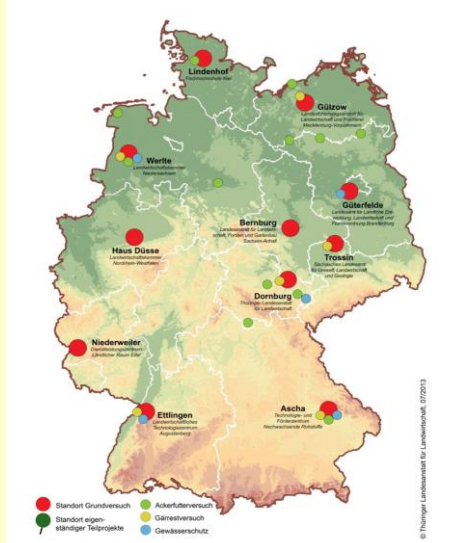 Lindenhof
Fachhochschule Kiel
Gülzow
Landesforschungsanstalt für
Landwirtschaft und Fischerei
Mecklenburg-Vorpommern
Werlte
Landwirtschaftskammer
Niedersachsen
Güterfelde
Landesamt für Ländliche Ent-
wicklung, Landwirtschaft und
Flurneuordnung Brandenburg
Bernburg
Landesanstalt für Landwirt-
schaft, Forsten und Gartenbau
Sachsen-Anhalt
Haus Düsse
Landwirtschaftskammer
Nordrhein-Westfalen
Trossin
Sächsisches Landesamt
für Umwelt, Landwirtschaft
und Geologie
Dornburg
Thüringer Landesanstalt
für Landwirtschaft
Niederweiler
Dienstleistungszentrum
Ländlicher Raum Eifel
Ettlingen
Landwirtschaftliches
Technologiezentrum
Augustenberg
Ascha
Technologie- und
Förderzentrum
Nachwachsende Rohstoffe
Standort Grundversuch
Standort eigen-
ständiger Teilprojekte
Ackerfutterversuch
Gärrestversuch
Gewässerschutz
© Thüringer Landesanstalt für Landwirtschaft, 07/2013